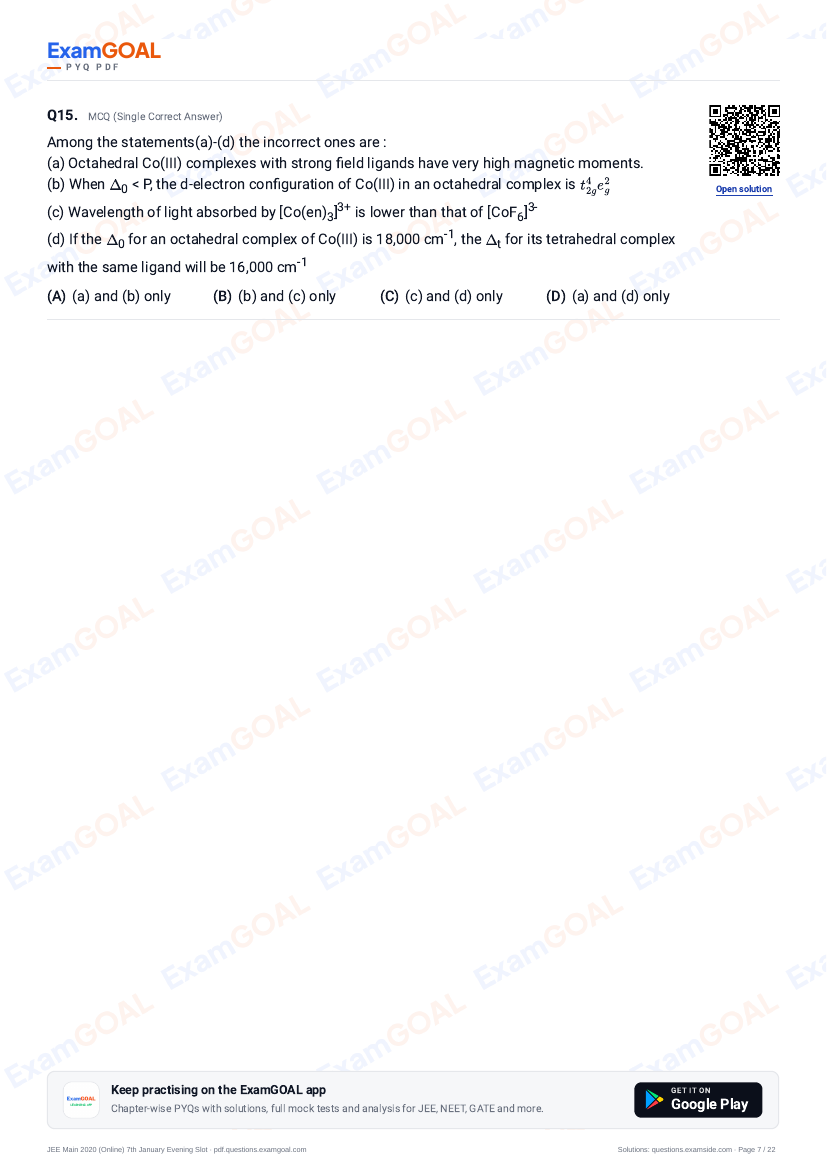 ExamGOAL
PYQ PDF
Q15. MCQ (Single Correct Answer)
Among the statements(a)-(d) the incorrect ones are :
(a) Octahedral Co(III) complexes with strong field ligands have very high magnetic moments.
(b) When Δ₀ < P, the d-electron configuration of Co(III) in an octahedral complex is $t_{2g}^4 e_g^2$
(c) Wavelength of light absorbed by [Co(en)₃]³⁺ is lower than that of [CoF₆]³⁻
(d) If the Δ₀ for an octahedral complex of Co(III) is 18,000 cm⁻¹, the Δₜ for its tetrahedral complex
with the same ligand will be 16,000 cm⁻¹
(A) (a) and (b) only (B) (b) and (c) only (C) (c) and (d) only (D) (a) and (d) only
Open solution
Keep practising on the ExamGOAL app
Chapter-wise PYQs with solutions, full mock tests and analysis for JEE, NEET, GATE and more.
ExamGOAL
GET IT ON
Google Play
JEE Main 2020 (Online) 7th January Evening Slot · pdf.questions.examgoal.com
Solutions: questions.examside.com · Page 7 / 22